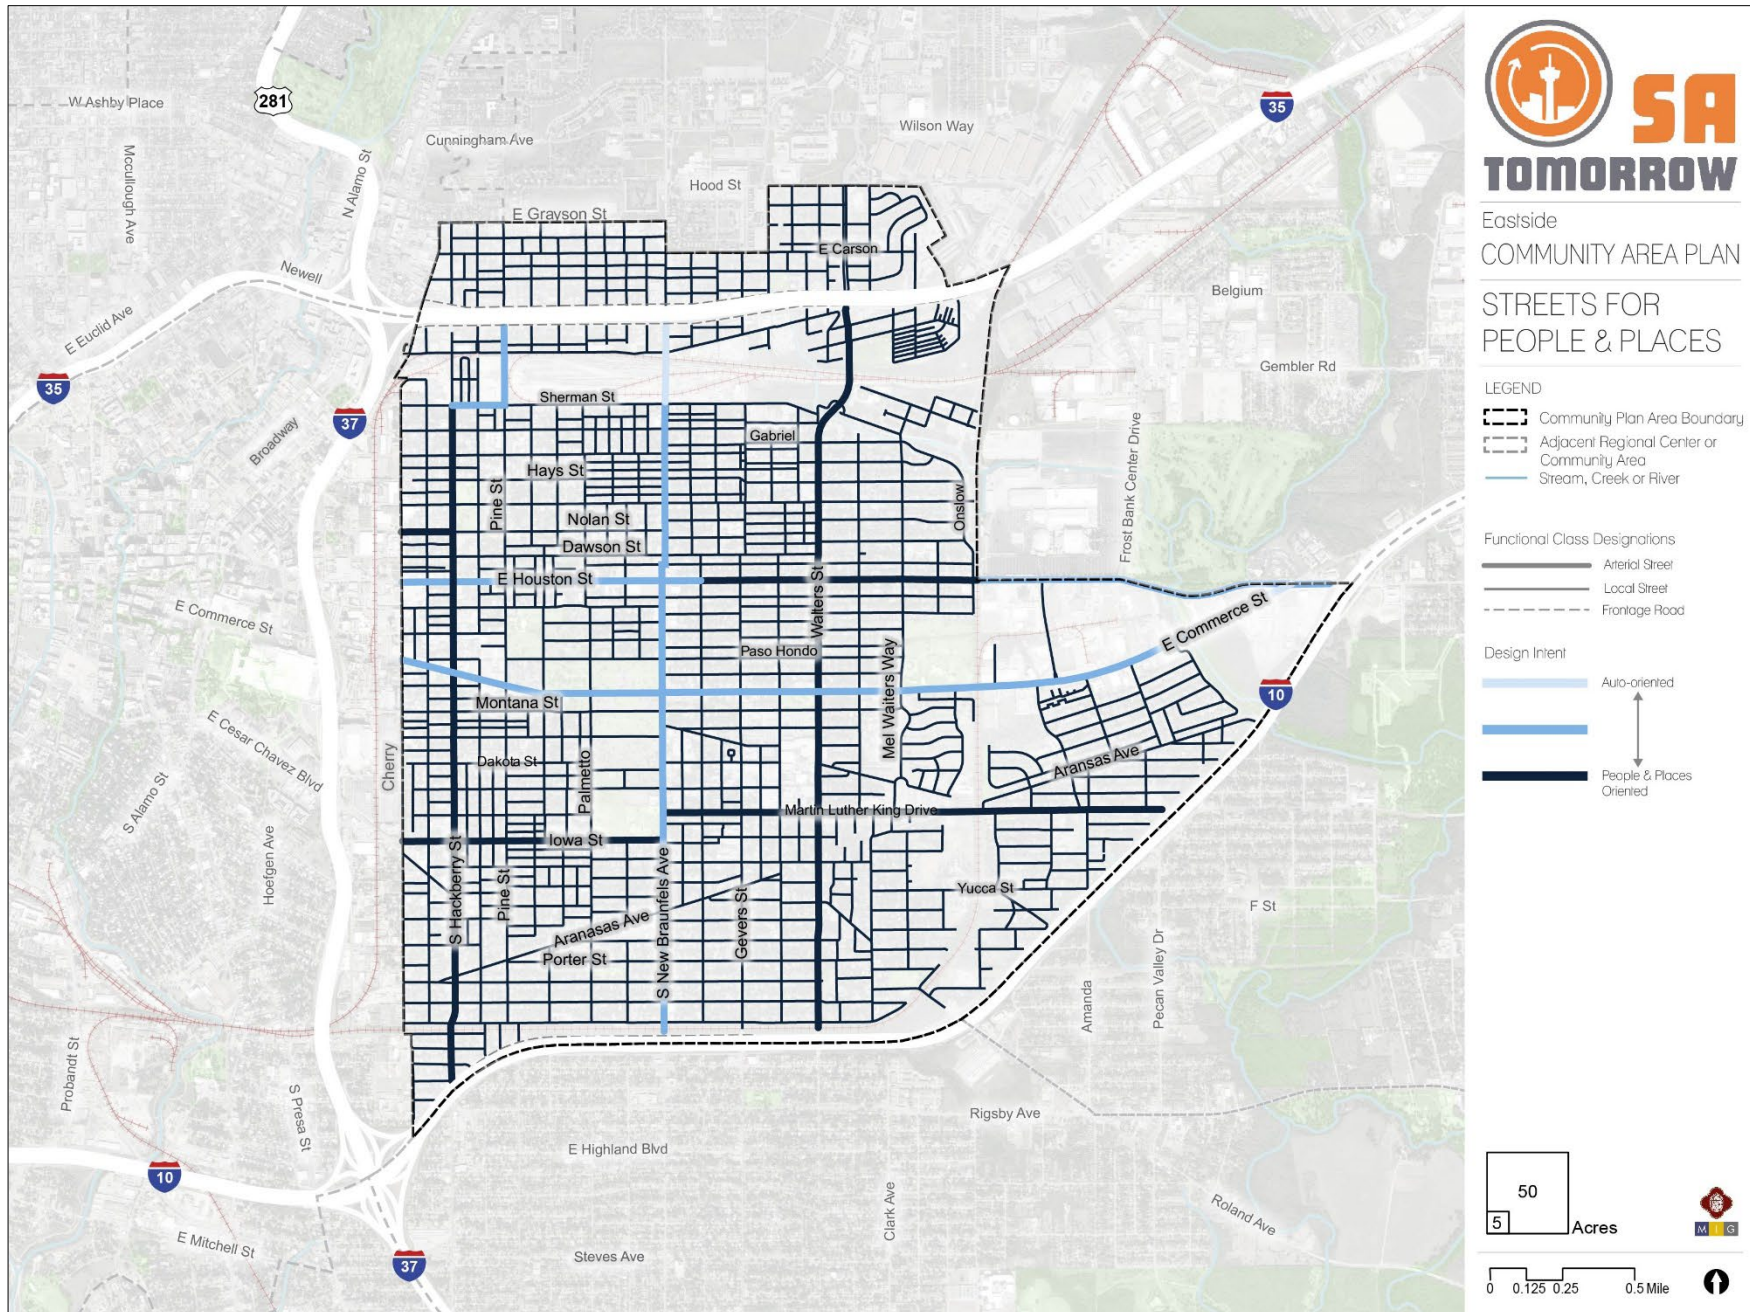 W Ashby Place
281
Mccullough Ave
N Alamo St
Cunningham Ave
Wilson Way
35
Hood St
E Grayson St
E Carson
Newell
Belgium
E Euclid Ave
Gembler Rd
35
37
Broadway
Sherman St
Gabriel
Hays St
Pine St
Frost Bank Center Drive
Onslow
Nolan St
Dawson St
E Houston St
Walters St
E Commerce St
E Commerce St
Paso Hondo
Mel Waiters Way
10
Montana St
E Cesar Chavez Blvd
Cherry
Dakota St
Palmetto
Aransas Ave
S Alamo St
Martin Luther King Drive
Iowa St
Hoefgen Ave
S Hackberry St
Pine St
S New Braunfels Ave
Gevers St
Yucca St
F St
Aranasas Ave
Porter St
Amanda
Pecan Valley Dr
Probandt St
S Presa St
Rigsby Ave
E Highland Blvd
10
Clark Ave
Roland Ave
E Mitchell St
Steves Ave
37
SA
TOMORROW
Eastside
COMMUNITY AREA PLAN
STREETS FOR
PEOPLE & PLACES
LEGEND
Community Plan Area Boundary
Adjacent Regional Center or
Community Area
Stream, Creek or River
Functional Class Designations
Arterial Street
Local Street
Frontage Road
Design Intent
Auto-oriented
People & Places
Oriented
50
5
Acres
M I G
0 0.125 0.25 0.5 Mile